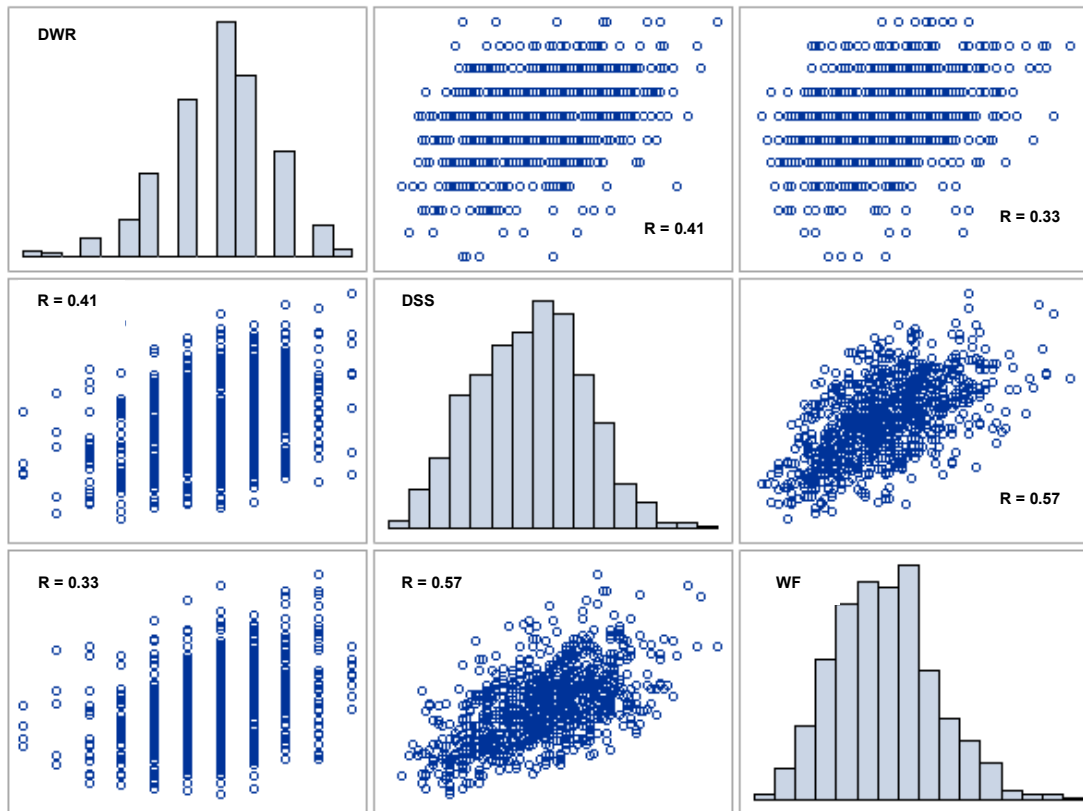 DWR
R = 0.41
R = 0.33
R = 0.41
DSS
R = 0.57
R = 0.33
R = 0.57
WF